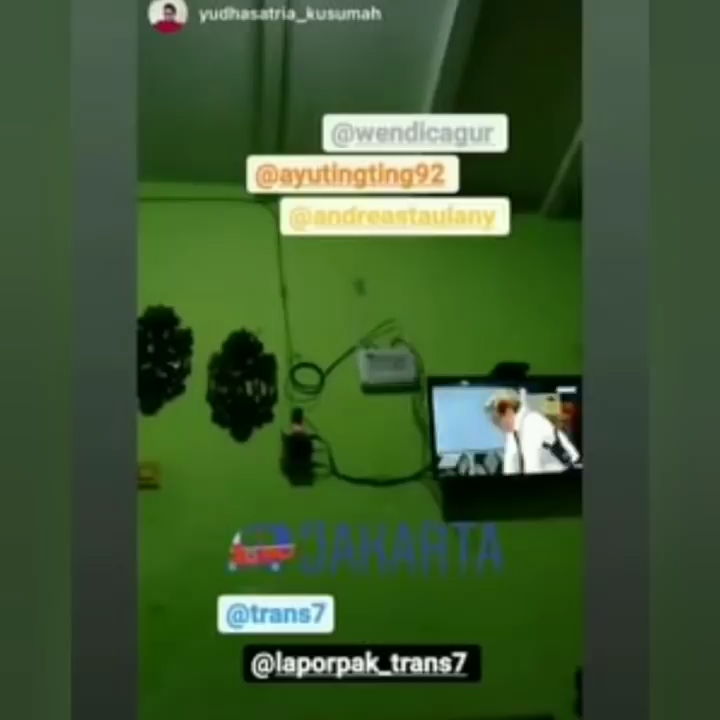 yudhasatria_kusumah
@wendicagur
@ayutingting92
@andreastaulany
JAKARTA
@trans7
@laporpak_trans7